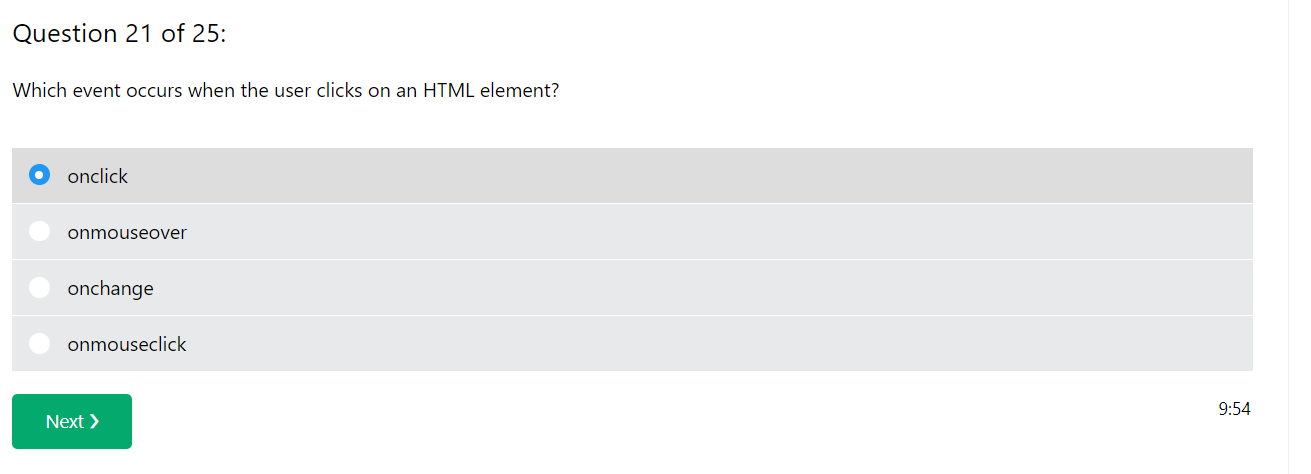 Question 21 of 25:
Which event occurs when the user clicks on an HTML element?
onclick
onmouseover
onchange
onmouseclick
Next ❯
9:54